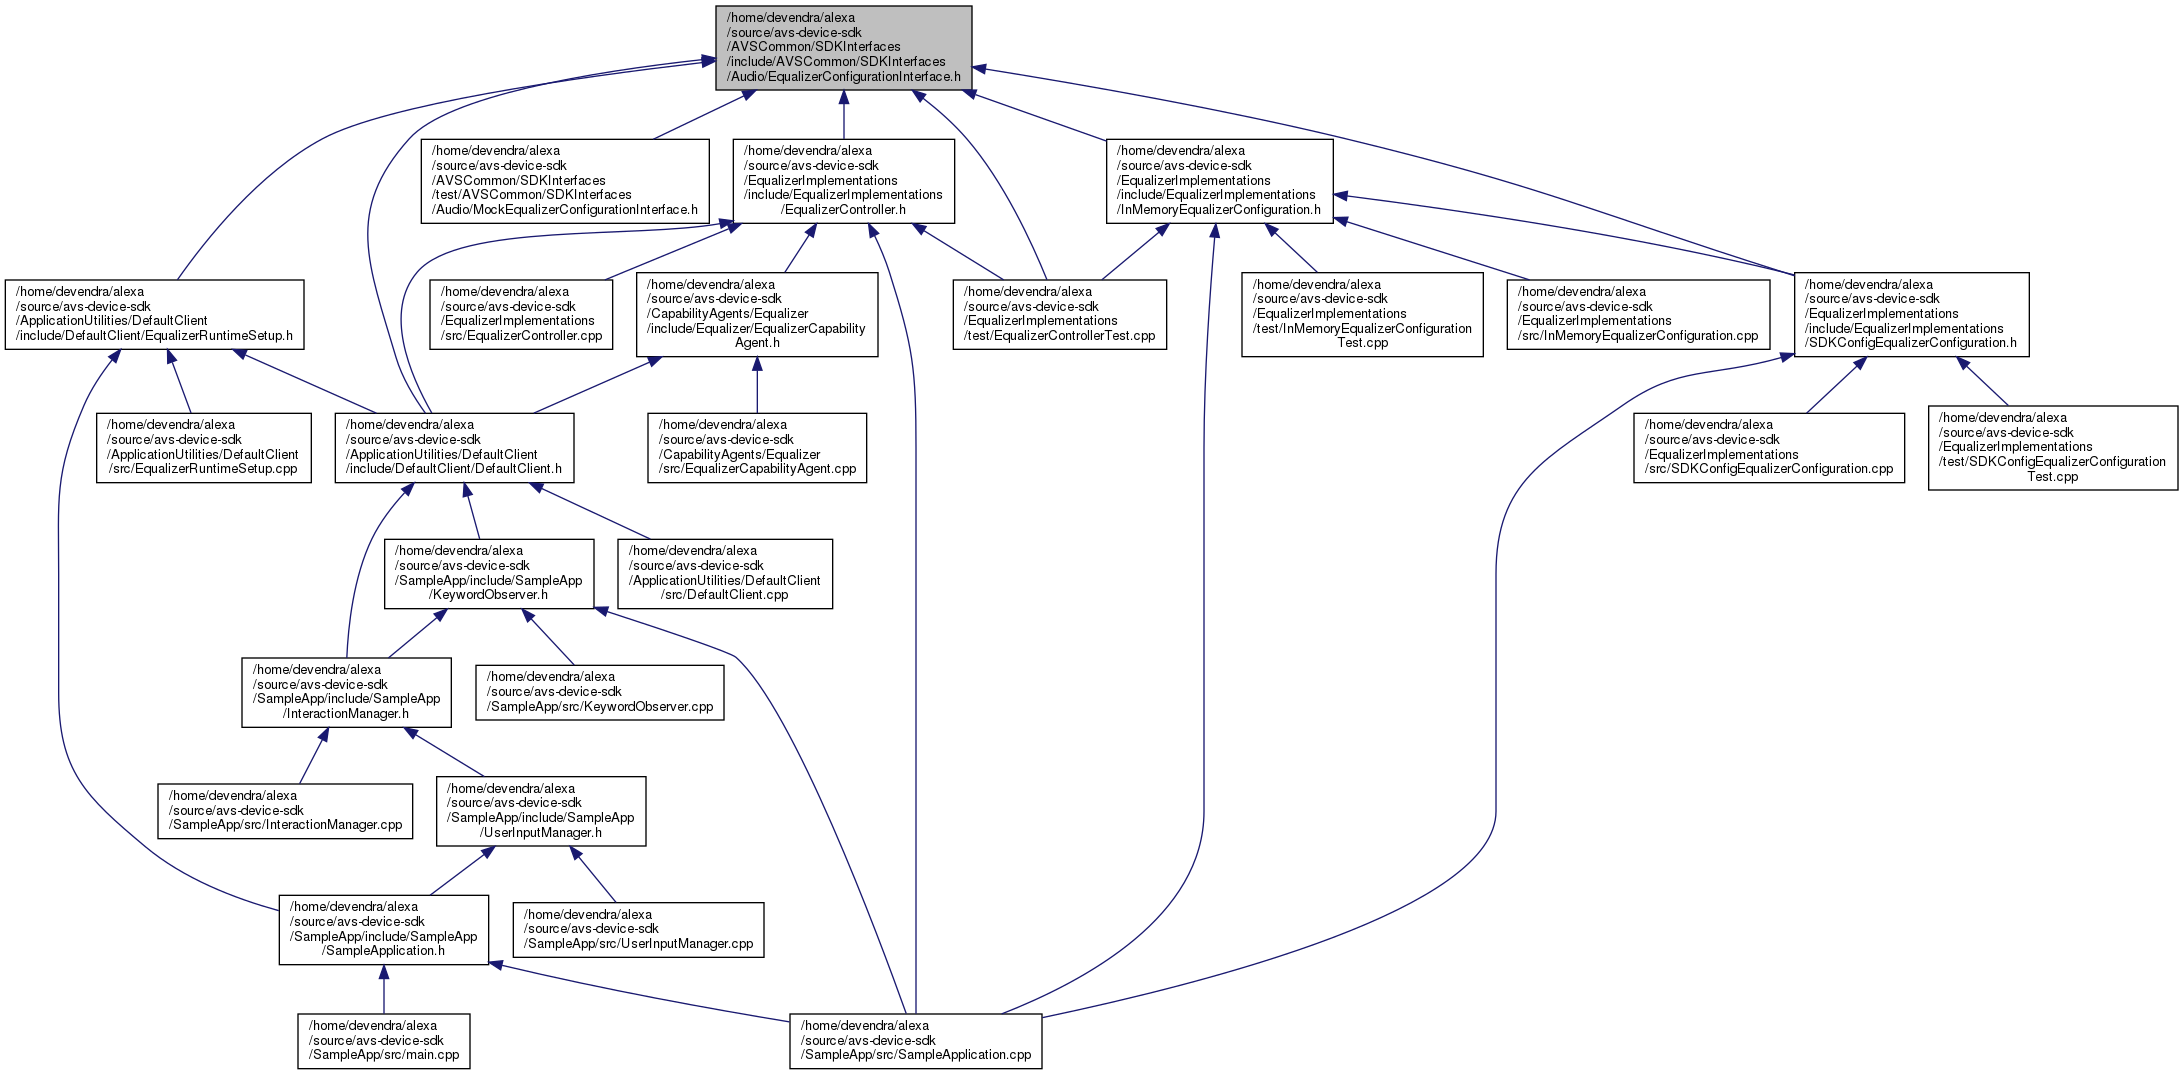 /home/devendra/alexa
/source/avs-device-sdk
/AVSCommon/SDKInterfaces
/include/AVSCommon/SDKInterfaces
/Audio/EqualizerConfigurationInterface.h
/home/devendra/alexa
/source/avs-device-sdk
/AVSCommon/SDKInterfaces
/test/AVSCommon/SDKInterfaces
/Audio/MockEqualizerConfigurationInterface.h
/home/devendra/alexa
/source/avs-device-sdk
/EqualizerImplementations
/include/EqualizerImplementations
/EqualizerController.h
/home/devendra/alexa
/source/avs-device-sdk
/EqualizerImplementations
/include/EqualizerImplementations
/InMemoryEqualizerConfiguration.h
/home/devendra/alexa
/source/avs-device-sdk
/ApplicationUtilities/DefaultClient
/include/DefaultClient/EqualizerRuntimeSetup.h
/home/devendra/alexa
/source/avs-device-sdk
/EqualizerImplementations
/src/EqualizerController.cpp
/home/devendra/alexa
/source/avs-device-sdk
/CapabilityAgents/Equalizer
/include/Equalizer/EqualizerCapability
Agent.h
/home/devendra/alexa
/source/avs-device-sdk
/EqualizerImplementations
/test/EqualizerControllerTest.cpp
/home/devendra/alexa
/source/avs-device-sdk
/EqualizerImplementations
/test/InMemoryEqualizerConfiguration
Test.cpp
/home/devendra/alexa
/source/avs-device-sdk
/EqualizerImplementations
/src/InMemoryEqualizerConfiguration.cpp
/home/devendra/alexa
/source/avs-device-sdk
/EqualizerImplementations
/include/EqualizerImplementations
/SDKConfigEqualizerConfiguration.h
/home/devendra/alexa
/source/avs-device-sdk
/ApplicationUtilities/DefaultClient
/src/EqualizerRuntimeSetup.cpp
/home/devendra/alexa
/source/avs-device-sdk
/ApplicationUtilities/DefaultClient
/include/DefaultClient/DefaultClient.h
/home/devendra/alexa
/source/avs-device-sdk
/CapabilityAgents/Equalizer
/src/EqualizerCapabilityAgent.cpp
/home/devendra/alexa
/source/avs-device-sdk
/EqualizerImplementations
/src/SDKConfigEqualizerConfiguration.cpp
/home/devendra/alexa
/source/avs-device-sdk
/EqualizerImplementations
/test/SDKConfigEqualizerConfiguration
Test.cpp
/home/devendra/alexa
/source/avs-device-sdk
/SampleApp/include/SampleApp
/KeywordObserver.h
/home/devendra/alexa
/source/avs-device-sdk
/ApplicationUtilities/DefaultClient
/src/DefaultClient.cpp
/home/devendra/alexa
/source/avs-device-sdk
/SampleApp/include/SampleApp
/InteractionManager.h
/home/devendra/alexa
/source/avs-device-sdk
/SampleApp/src/KeywordObserver.cpp
/home/devendra/alexa
/source/avs-device-sdk
/SampleApp/src/InteractionManager.cpp
/home/devendra/alexa
/source/avs-device-sdk
/SampleApp/include/SampleApp
/UserInputManager.h
/home/devendra/alexa
/source/avs-device-sdk
/SampleApp/include/SampleApp
/SampleApplication.h
/home/devendra/alexa
/source/avs-device-sdk
/SampleApp/src/UserInputManager.cpp
/home/devendra/alexa
/source/avs-device-sdk
/SampleApp/src/main.cpp
/home/devendra/alexa
/source/avs-device-sdk
/SampleApp/src/SampleApplication.cpp